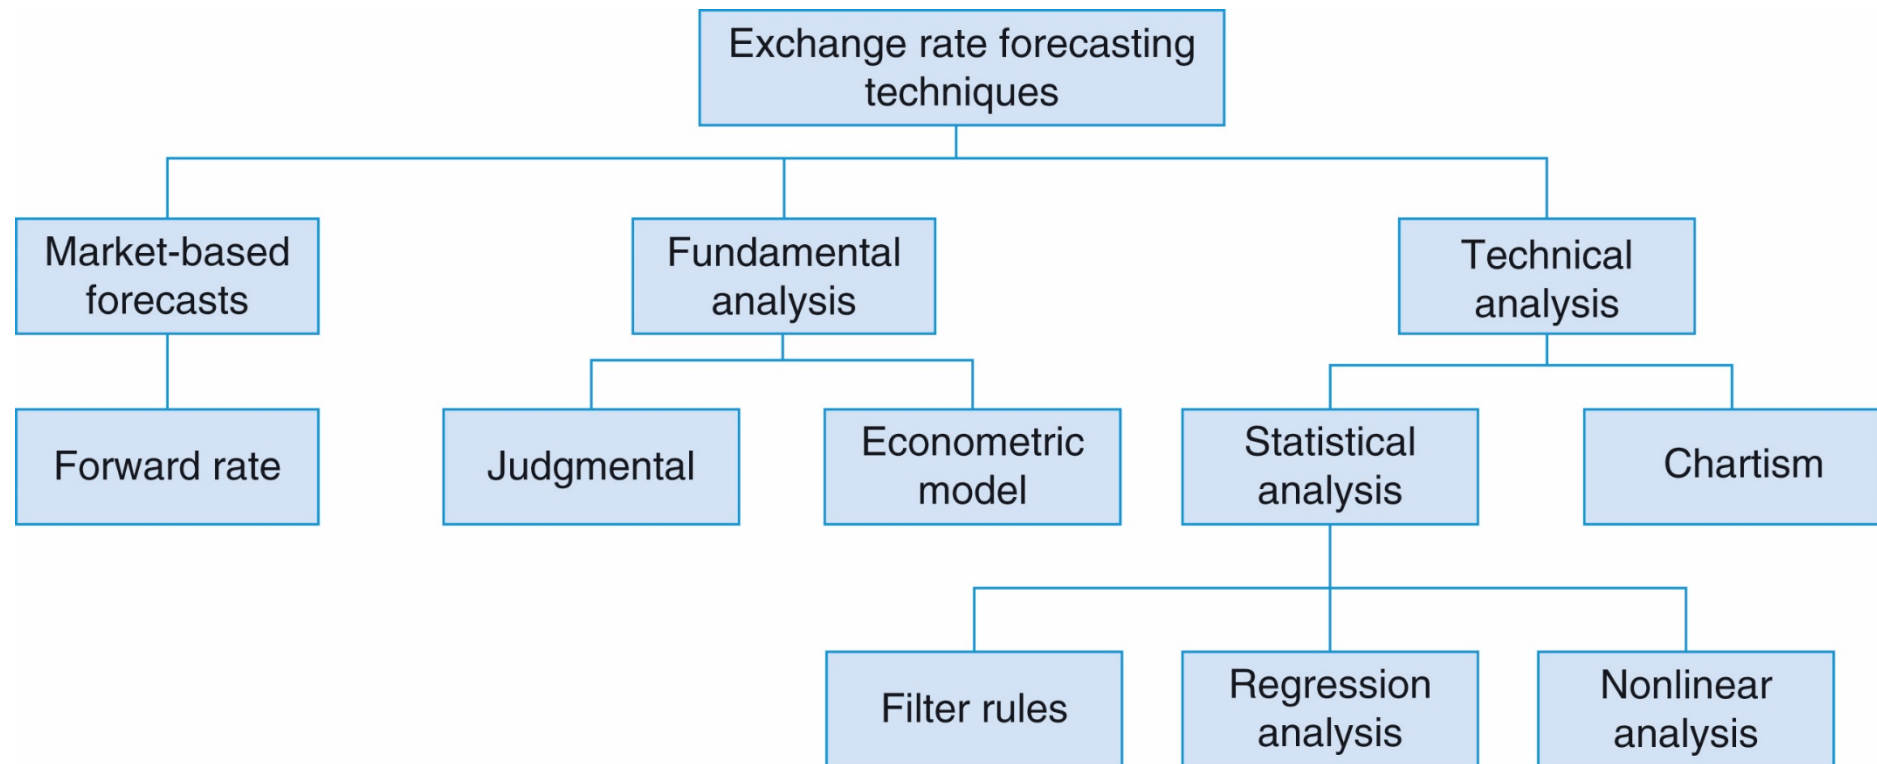 Exchange rate forecasting
techniques
Market-based
forecasts
Fundamental
analysis
Technical
analysis
Forward rate
Judgmental
Econometric
model
Statistical
analysis
Chartism
Filter rules
Regression
analysis
Nonlinear
analysis